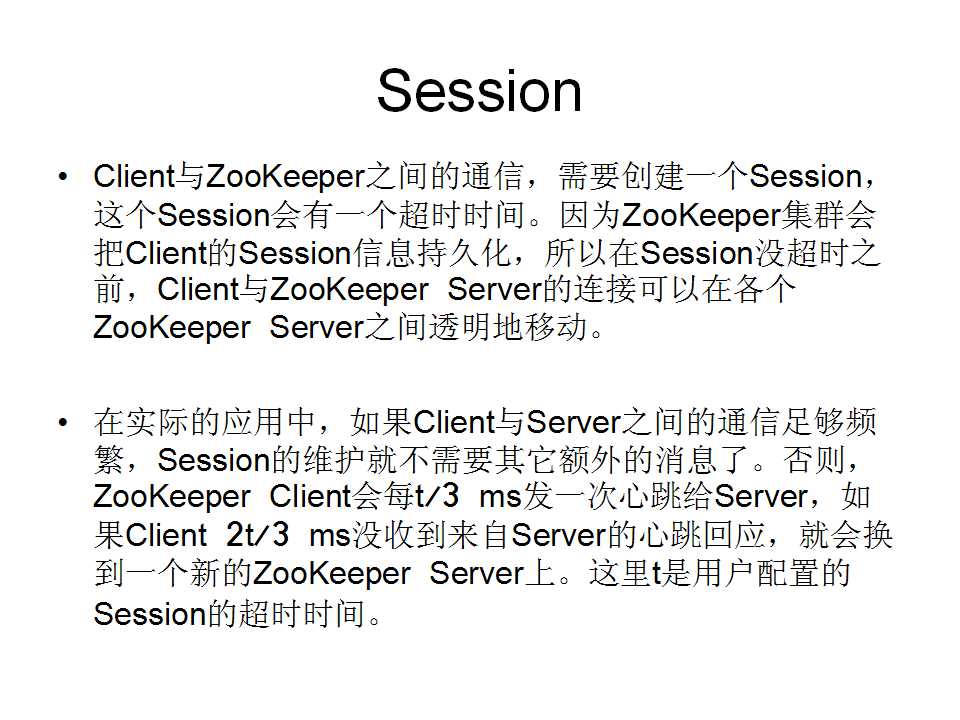 Session
• Client与ZooKeeper之间的通信，需要创建一个Session，
这个Session会有一个超时时间。因为ZooKeeper集群会
把Client的Session信息持久化，所以在Session没超时之
前，Client与ZooKeeper Server的连接可以在各个
ZooKeeper Server之间透明地移动。
• 在实际的应用中，如果Client与Server之间的通信足够频
繁，Session的维护就不需要其它额外的消息了。否则，
ZooKeeper Client会每t/3 ms发一次心跳给Server，如
果Client 2t/3 ms没收到来自Server的心跳回应，就会换
到一个新的ZooKeeper Server上。这里t是用户配置的
Session的超时时间。